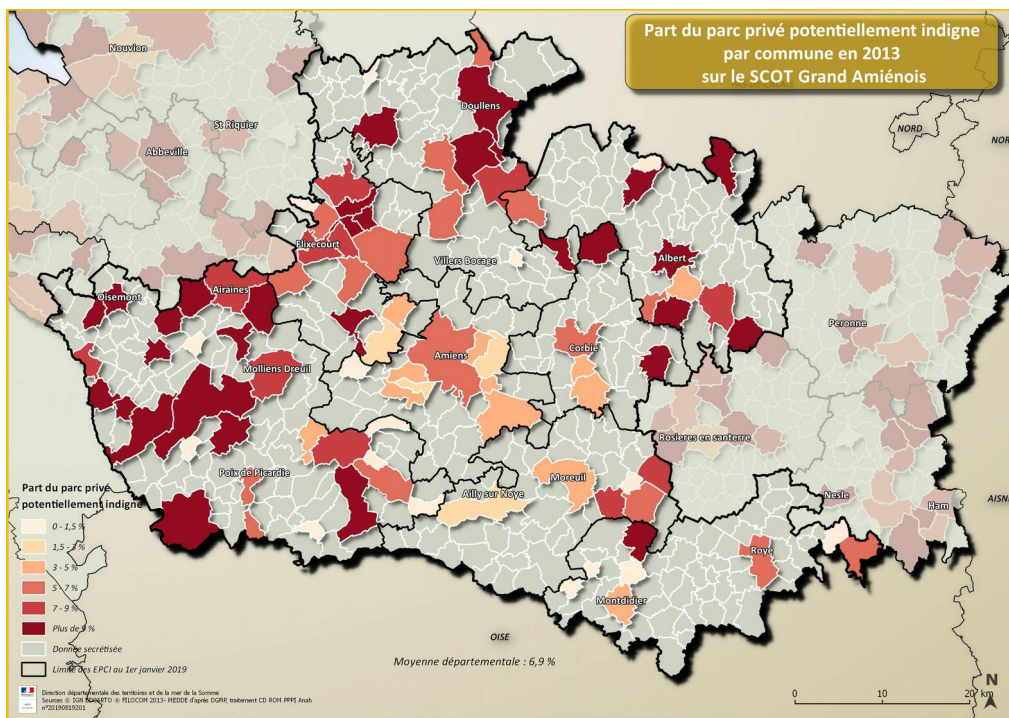 Part du parc privé potentiellement indigne
par commune en 2013
sur le SCOT Grand Amiénois
Nouvion
Doullens
St Riquier
Abbeville
NORD
Flixecourt
Villers Bocage
Albert
Oisemont
Airaines
Peronne
Molliens Dreuil
Amiens
Corbie
Rosieres en santerre
Poix de Picardie
Ailly sur Noye
Moreuil
Nesle
Ham
AISNE
Roye
Montdidier
OISE
Part du parc privé
potentiellement indigne
0 - 1,5 %
1,5 - 3 %
3 - 5 %
5 - 7 %
7 - 9 %
Plus de 9 %
Donnée secrétisée
Limite des EPCI au 1er janvier 2019
Moyenne départementale : 6,9 %
Direction départementale des territoires et de la mer de la Somme
n°20190819201
N
0 10 20 km